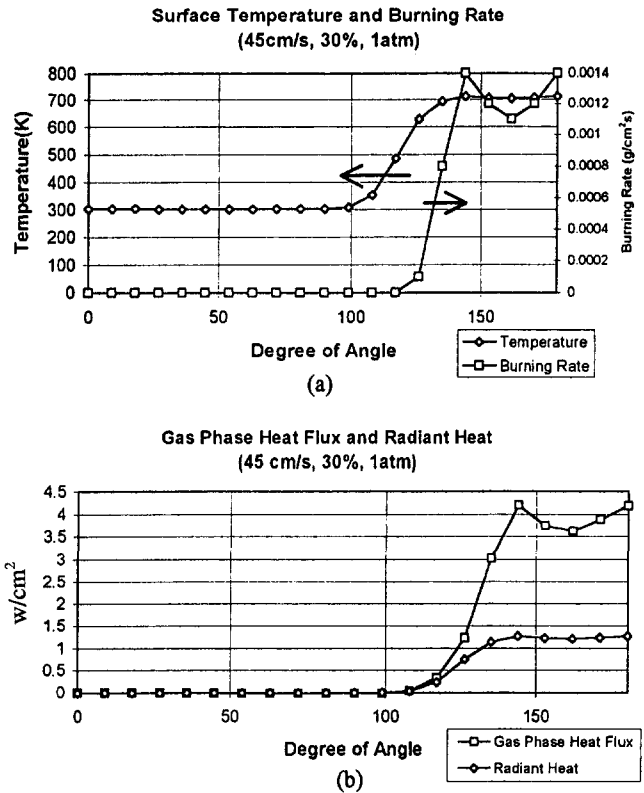 Surface Temperature and Burning Rate
(45cm/s, 30%, 1atm)
Temperature(K)
800
700
600
500
400
300
200
100
0
0.0014
0.0012
0.001
0.0008
0.0006
0.0004
0.0002
0
Burning Rate (g/cm²s)
0 50 100 150
Degree of Angle
Temperature
Burning Rate
(a)
Gas Phase Heat Flux and Radiant Heat
(45 cm/s, 30%, 1atm)
w/cm²
4.5
4
3.5
3
2.5
2
1.5
1
0.5
0
0 50 100 150
Degree of Angle
Gas Phase Heat Flux
Radiant Heat
(b)